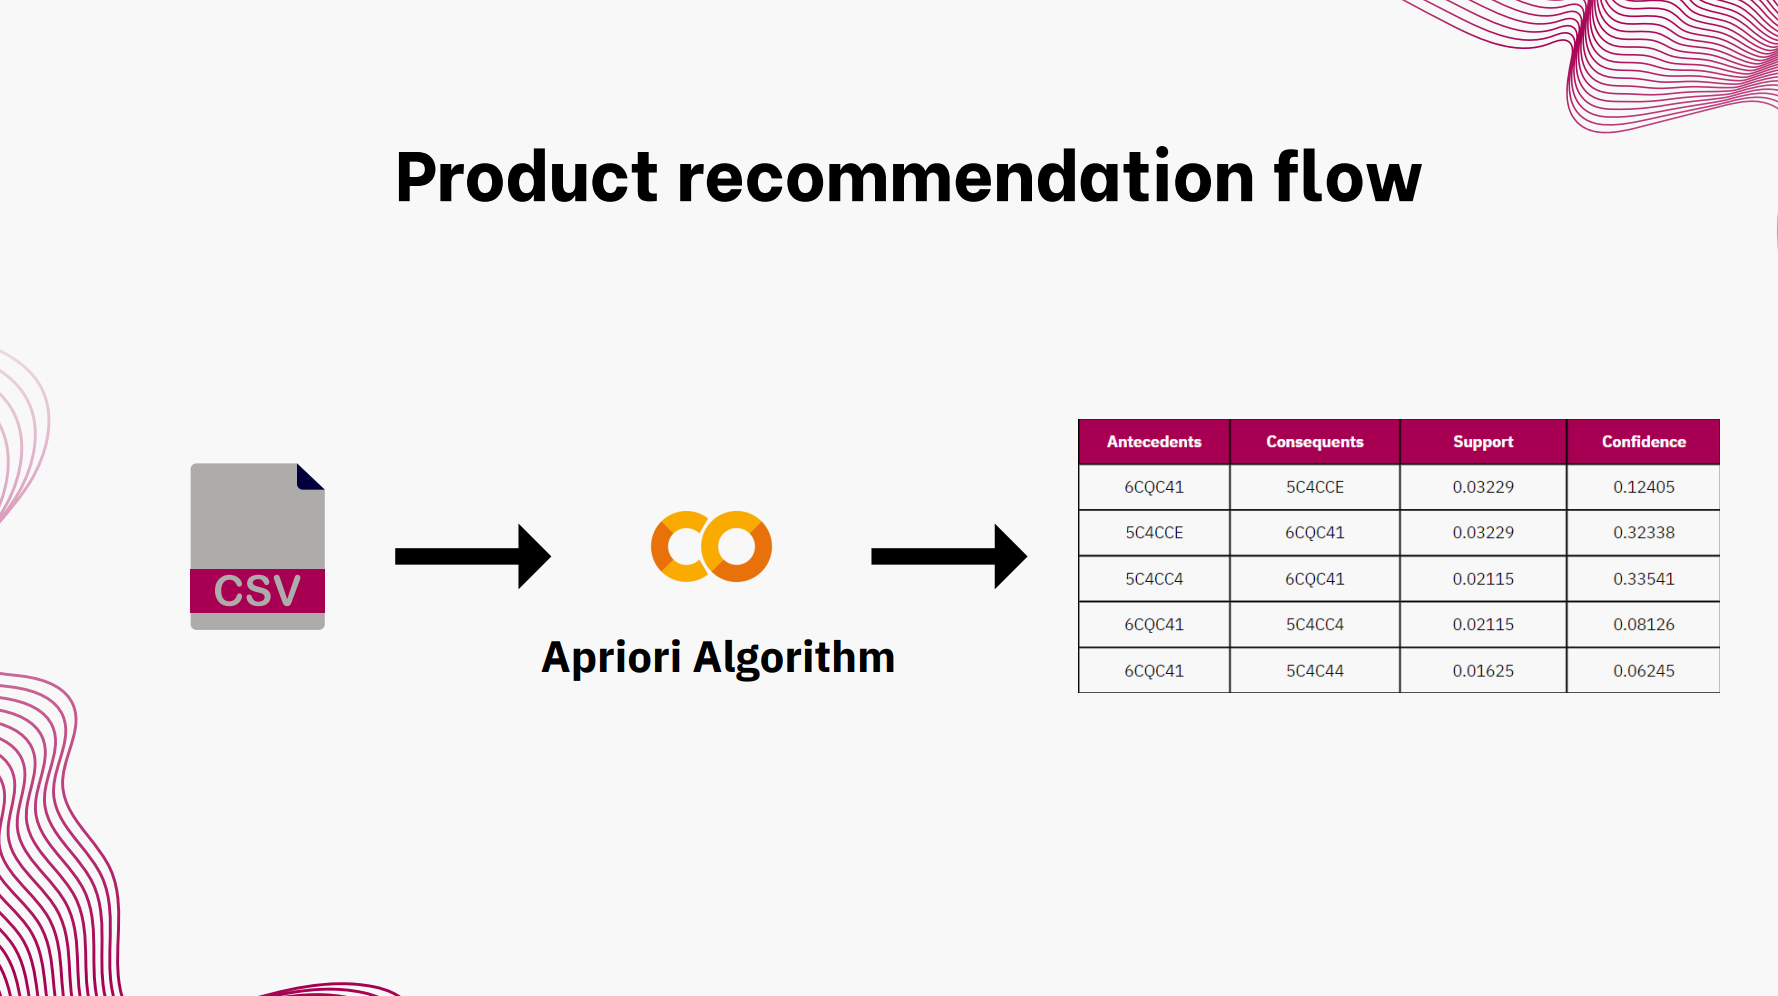 Product recommendation flow
CSV
Apriori Algorithm
Antecedents Consequents Support Confidence
6CQC41 5C4CCE 0.03229 0.12405
5C4CCE 6CQC41 0.03229 0.32338
5C4CC4 6CQC41 0.02115 0.33541
6CQC41 5C4CC4 0.02115 0.08126
6CQC41 5C4C44 0.01625 0.06245